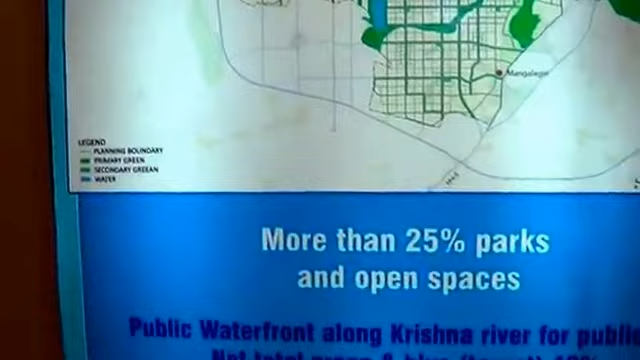 Mangalagiri
LEGEND
PLANNING BOUNDARY
PRIMARY GREEN
SECONDARY GREEAN
WATER
More than 25% parks
and open spaces
Public Waterfront along Krishna river for public